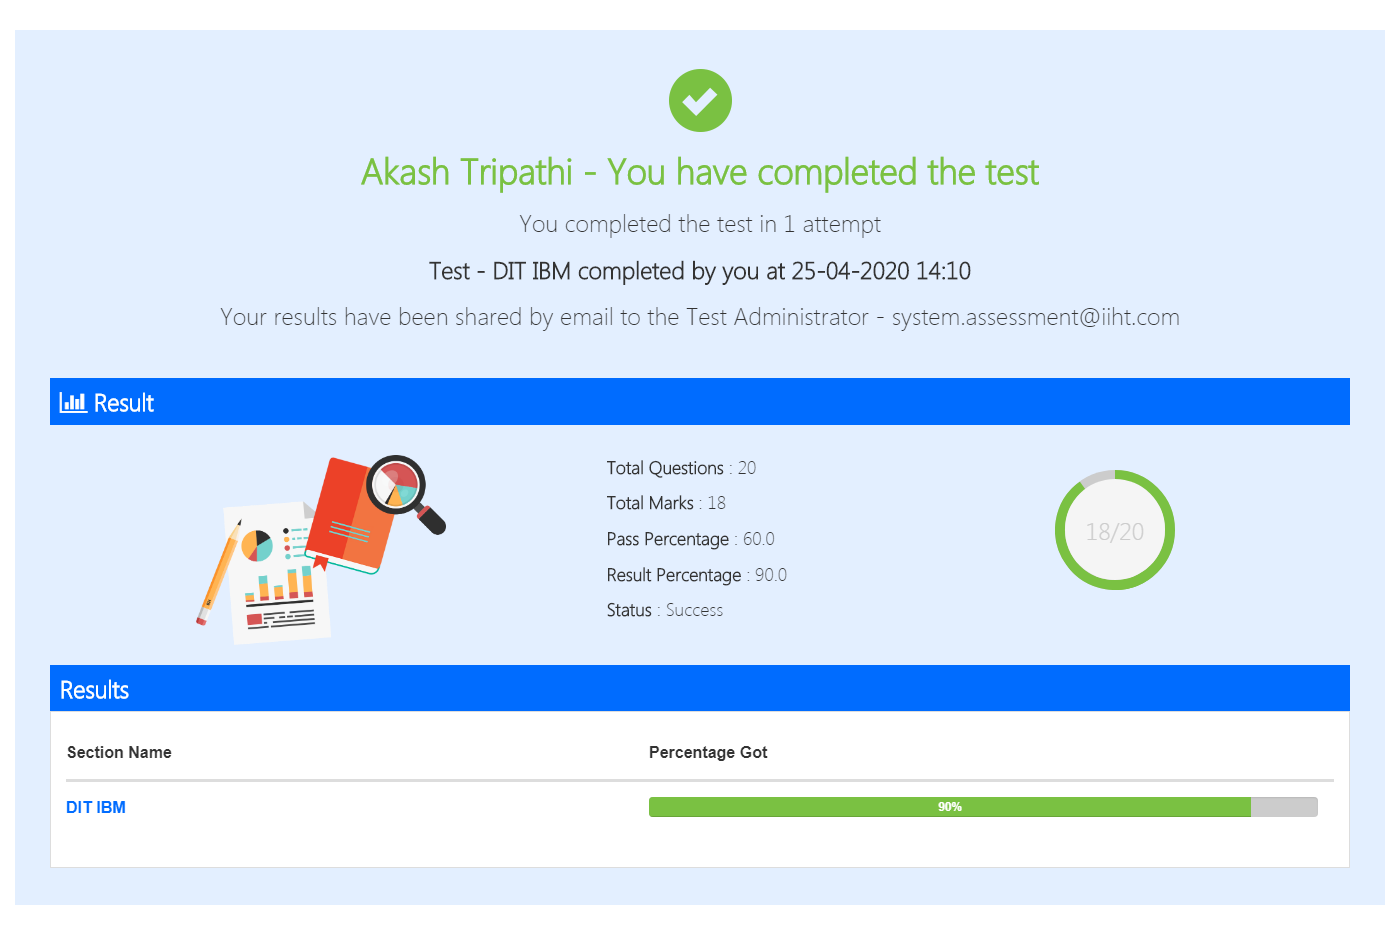 Akash Tripathi - You have completed the test
You completed the test in 1 attempt
Test - DIT IBM completed by you at 25-04-2020 14:10
Your results have been shared by email to the Test Administrator - system.assessment@iiht.com
Result
Total Questions : 20
Total Marks : 18
Pass Percentage : 60.0
Result Percentage : 90.0
Status : Success
18/20
Results
Section Name Percentage Got
DIT IBM 90%